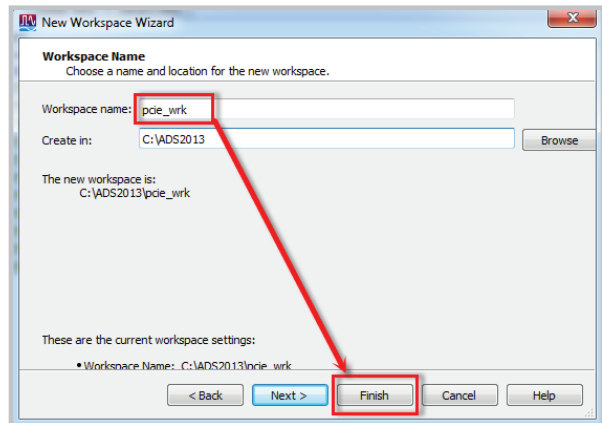 New Workspace Wizard
Workspace Name
Choose a name and location for the new workspace.
Workspace name: pcie_wrk
Create in: C:\ADS2013 Browse
The new workspace is:
C:\ADS2013\pcie_wrk
These are the current workspace settings:
• Workspace Name: C:\ADS2013\pcie_wrk
< Back Next > Finish Cancel Help